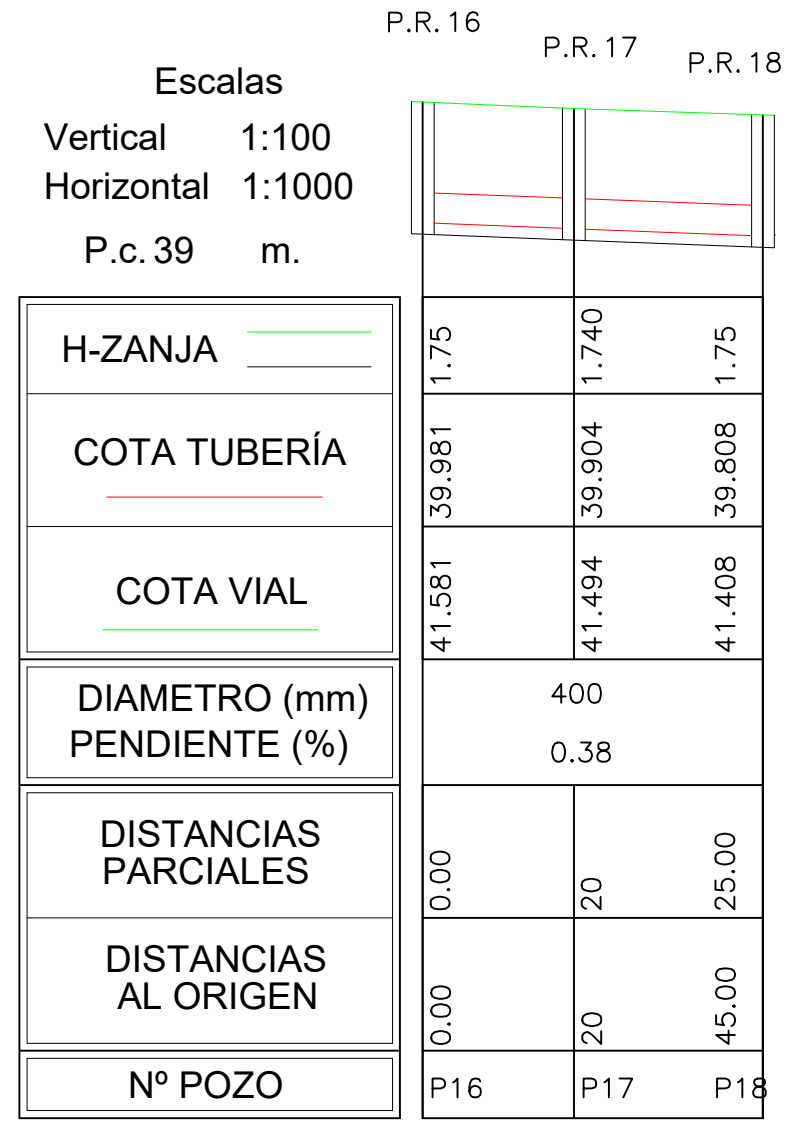 P.R. 16
P.R. 17
P.R. 18
Escalas
Vertical 1:100
Horizontal 1:1000
P.c. 39 m.
H-ZANJA 1.75 1.740 1.75
COTA TUBERÍA 39.981 39.904 39.808
COTA VIAL 41.581 41.494 41.408
DIAMETRO (mm) 400
PENDIENTE (%) 0.38
DISTANCIAS
PARCIALES 0.00 20 25.00
DISTANCIAS
AL ORIGEN 0.00 20 45.00
Nº POZO P16 P17 P18